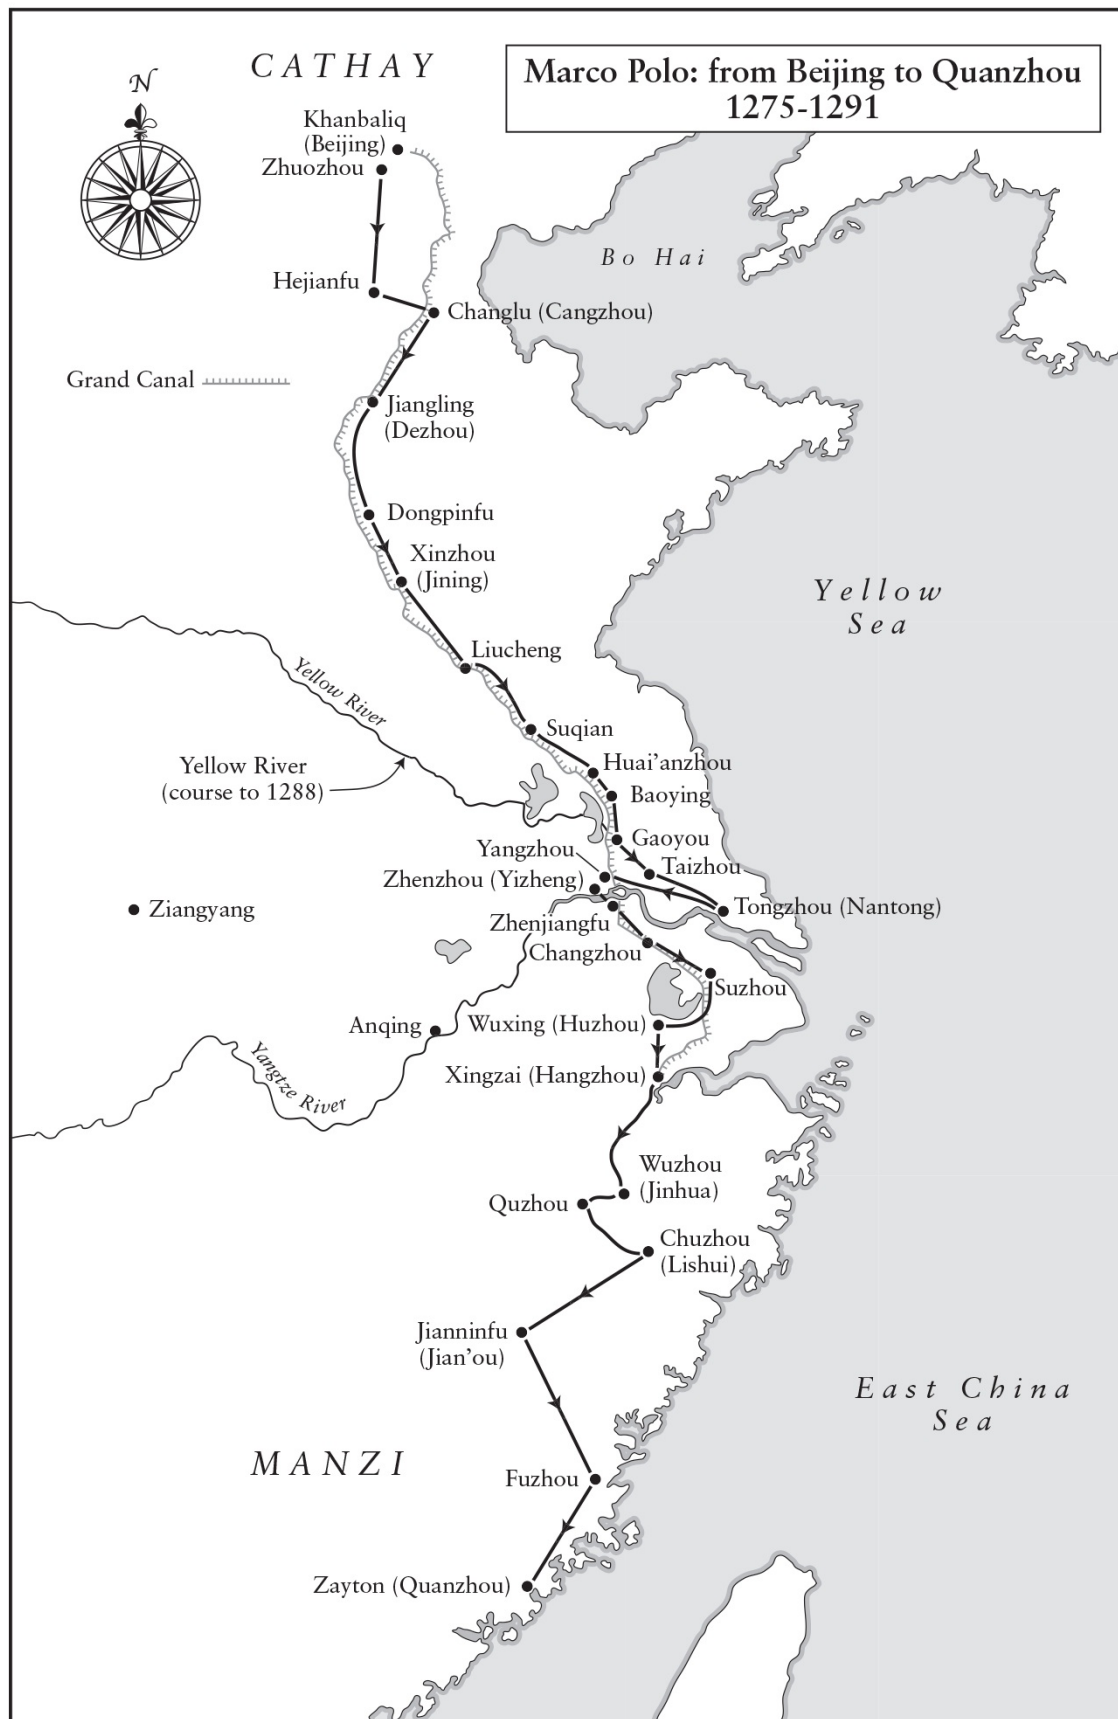 CATHAY
Marco Polo: from Beijing to Quanzhou
1275-1291
N
Khanbaliq
(Beijing)
Zhuozhou
Bo Hai
Hejianfu
Changlu (Cangzhou)
Grand Canal
Jiangling
(Dezhou)
Dongpinfu
Xinzhou
(Jining)
Yellow
Sea
Liucheng
Yellow River
Suqian
Yellow River
(course to 1288)
Huai'anzhou
Baoying
Gaoyou
Yangzhou
Taizhou
Zhenzhou (Yizheng)
Ziangyang
Tongzhou (Nantong)
Zhenjiangfu
Changzhou
Suzhou
Anqing
Wuxing (Huzhou)
Yangtze River
Xingzai (Hangzhou)
Wuzhou
(Jinhua)
Quzhou
Chuzhou
(Lishui)
Jianninfu
(Jian'ou)
East China
Sea
MANZI
Fuzhou
Zayton (Quanzhou)